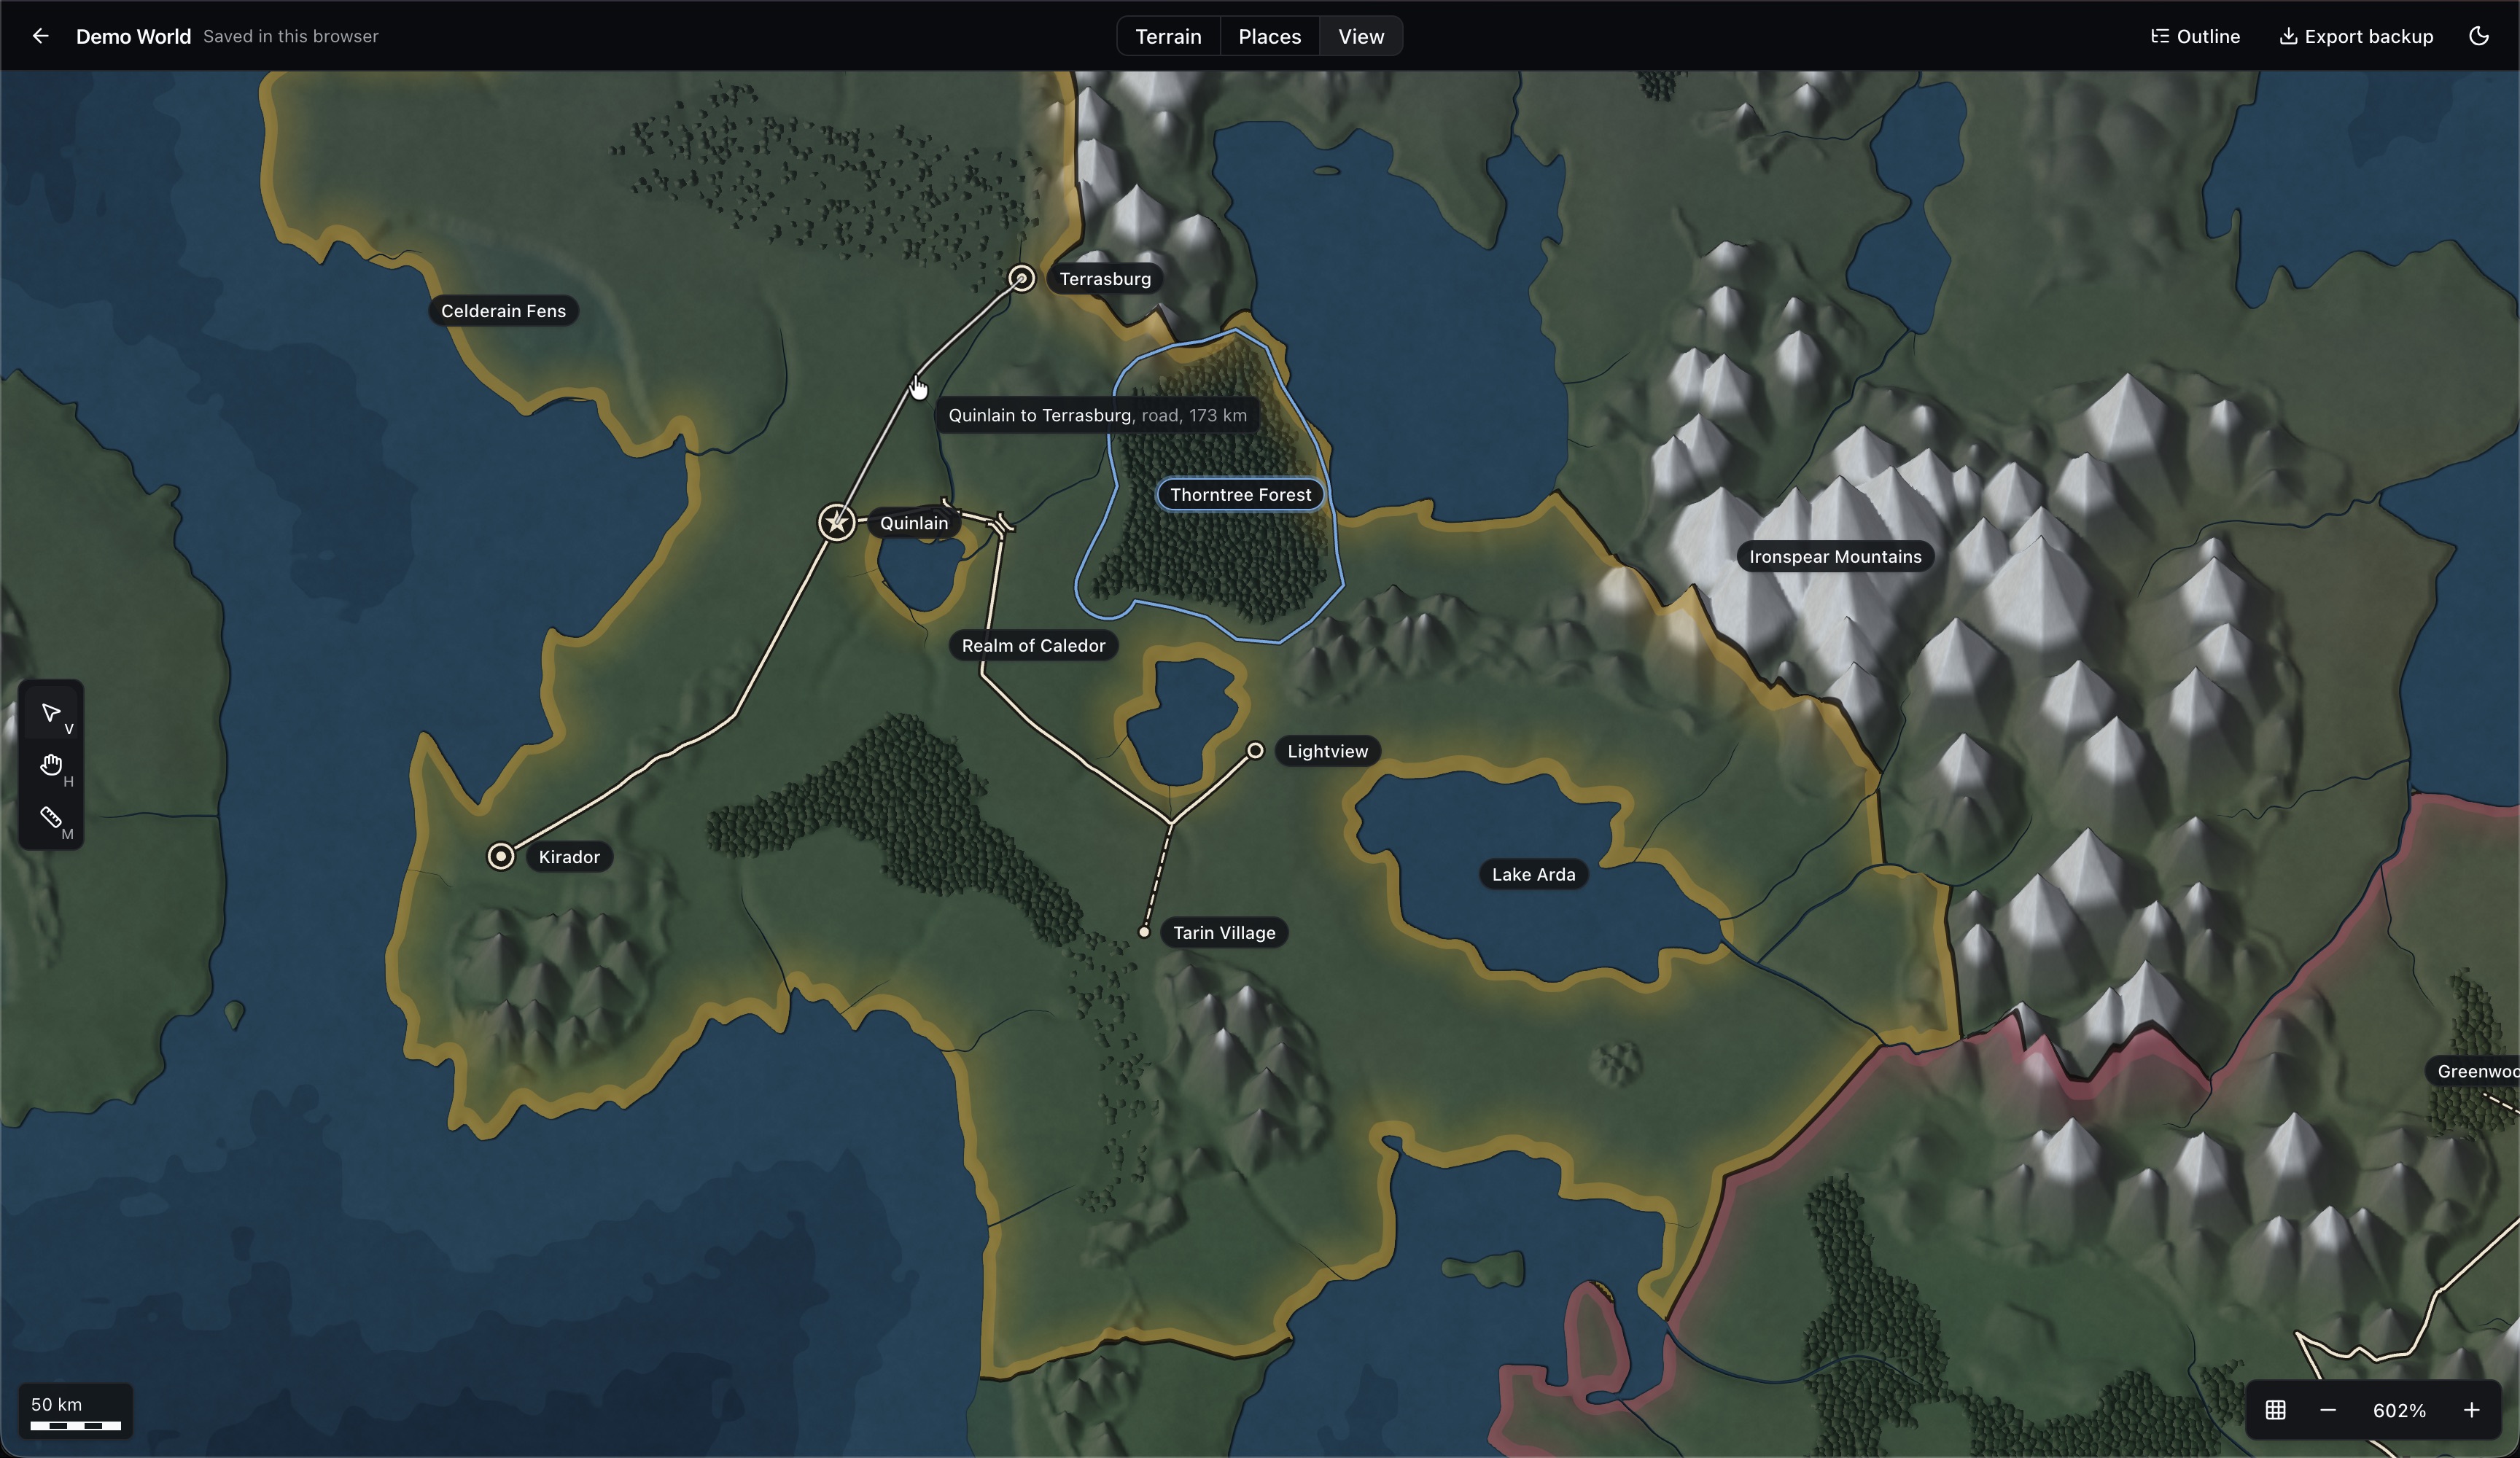 Demo World Saved in this browser
Terrain Places View
Outline Export backup
Terrasburg
Celderain Fens
Quinlain to Terrasburg, road, 173 km
Thorntree Forest
Quinlain
Ironspear Mountains
Realm of Caledor
V
Lightview
H
M
Kirador
Lake Arda
Tarin Village
Greenwoo
50 km
602%